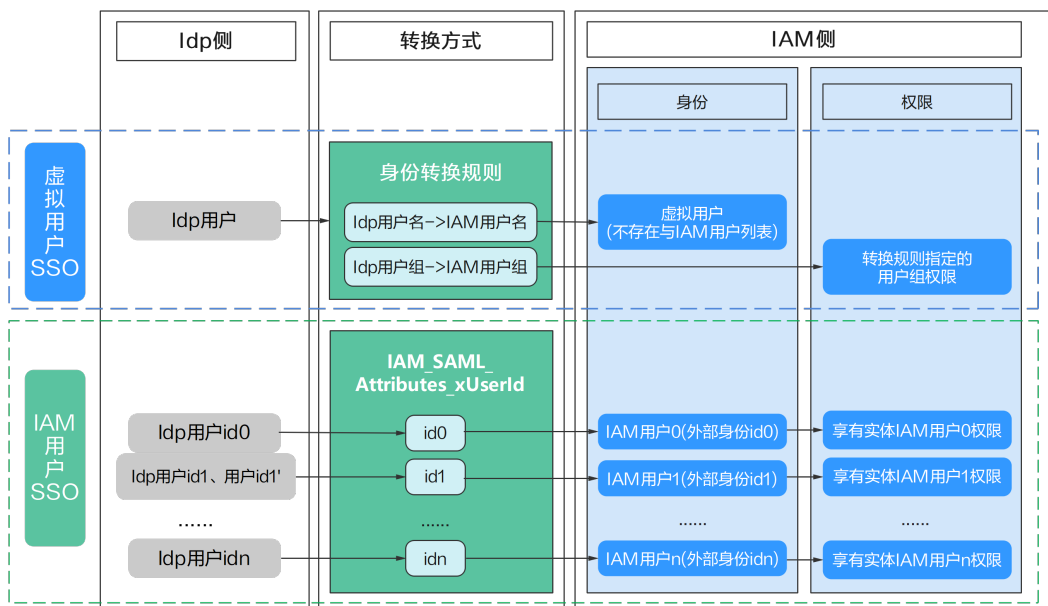 Idp侧
转换方式
IAM侧
身份
权限
虚
拟
用
户
SSO
Idp用户
身份转换规则
Idp用户名->IAM用户名
Idp用户组->IAM用户组
虚拟用户
(不存在与IAM用户列表)
转换规则指定的
用户组权限
IAM
用
户
SSO
IAM_SAML_
Attributes_xUserId
Idp用户id0
id0
IAM用户0(外部身份id0)
享有实体IAM用户0权限
Idp用户id1、用户id1'
id1
IAM用户1(外部身份id1)
享有实体IAM用户1权限
......
......
......
......
Idp用户idn
idn
IAM用户n(外部身份idn)
享有实体IAM用户n权限